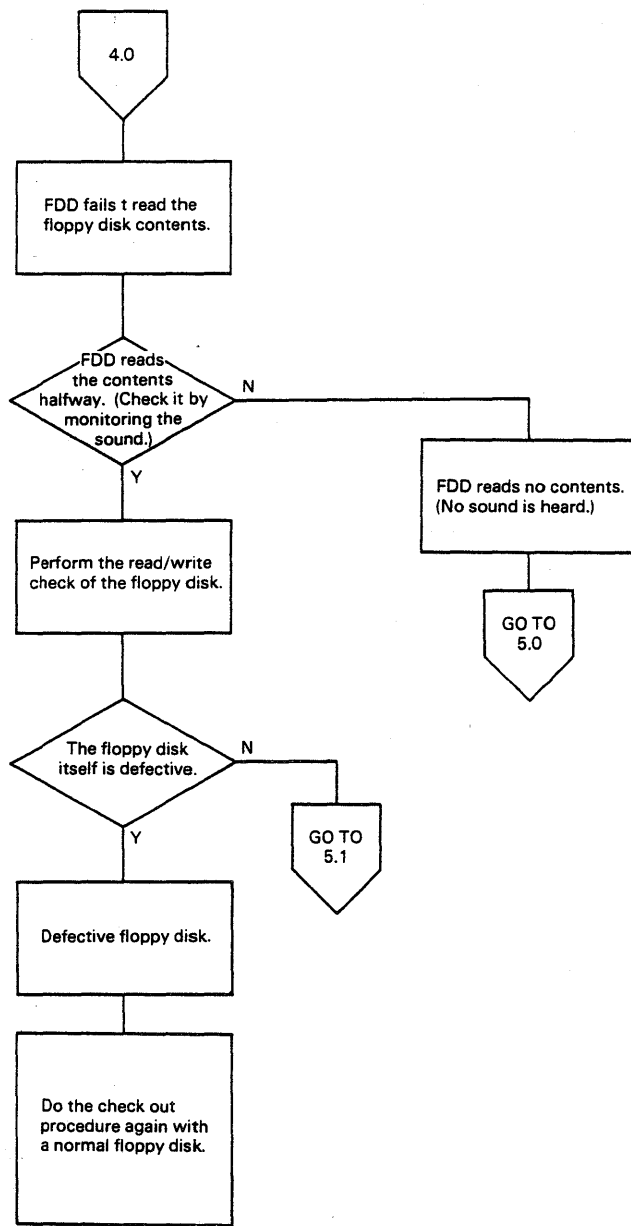 4.0
FDD fails t read the
floppy disk contents.
FDD reads
the contents
halfway. (Check it by
monitoring the
sound.)
N
Y
FDD reads no contents.
(No sound is heard.)
GO TO
5.0
Perform the read/write
check of the floppy disk.
The floppy disk
itself is defective.
N
Y
GO TO
5.1
Defective floppy disk.
Do the check out
procedure again with
a normal floppy disk.